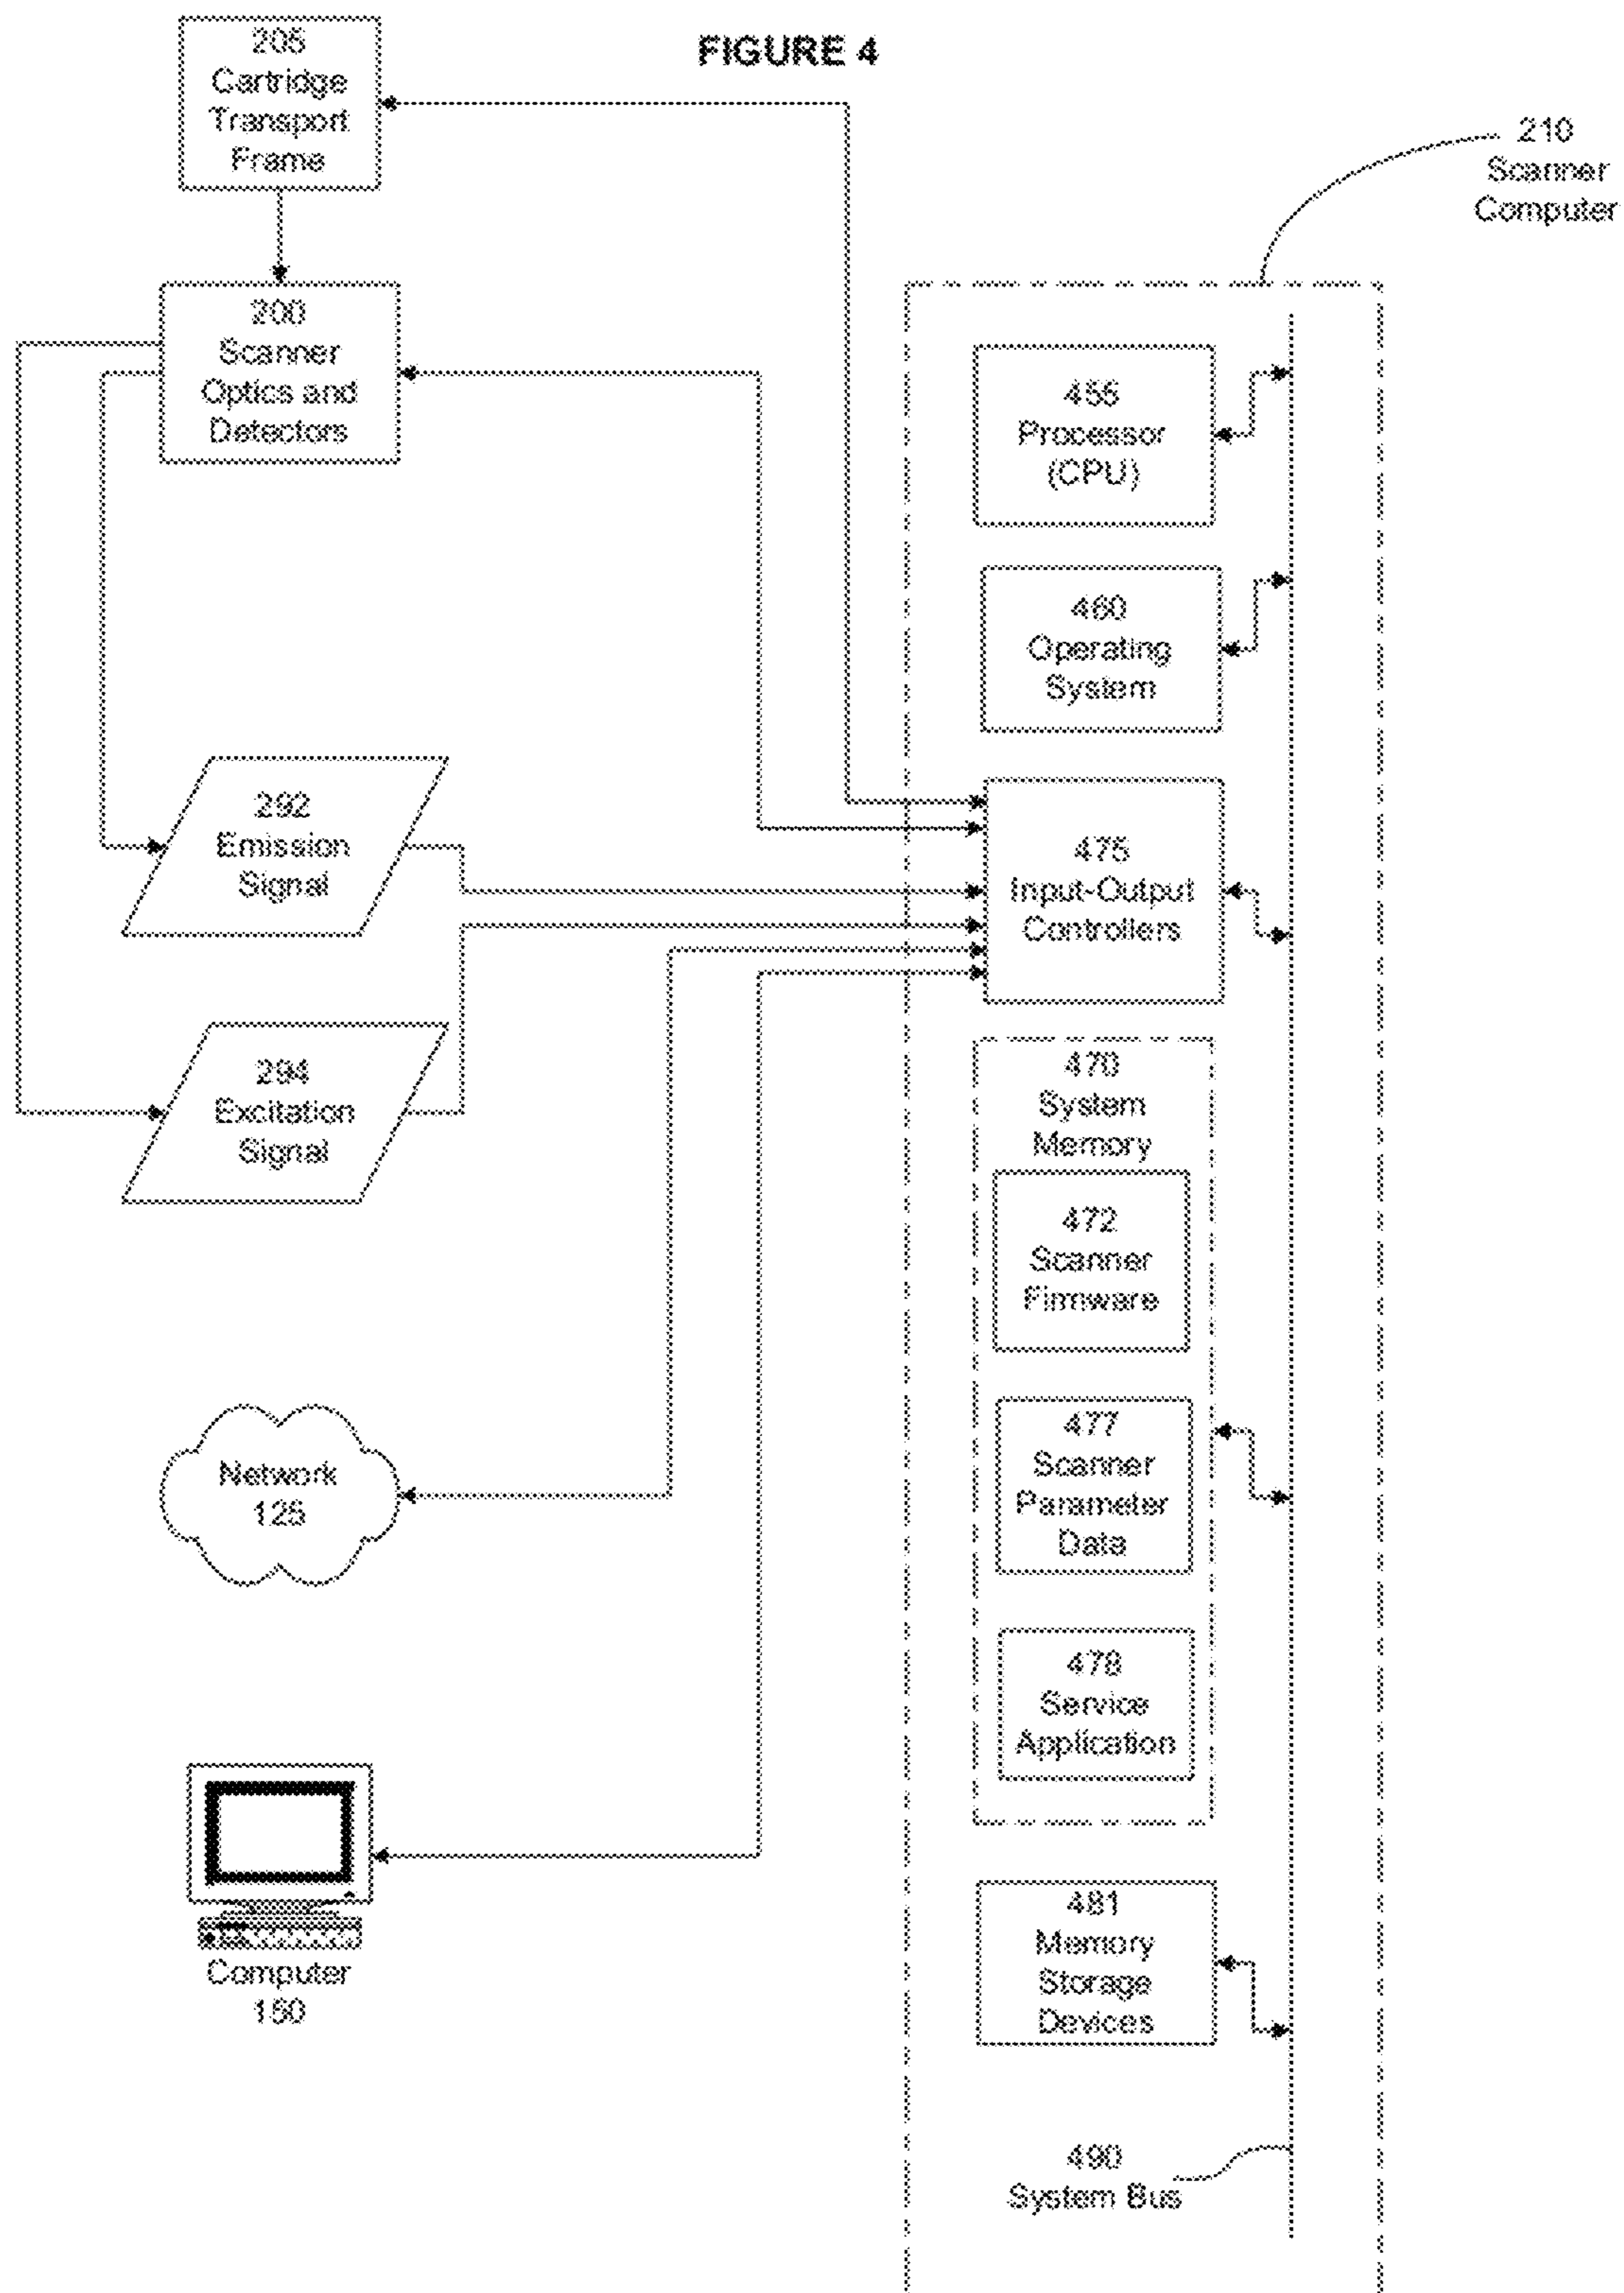 FIGURE 4
205
Cartridge
Transport
Frame
210
Scanner
Computer
200
Scanner
Optics and
Detectors
455
Processor
(CPU)
460
Operating
System
292
Emission
Signal
475
Input-Output
Controllers
294
Excitation
Signal
470
System
Memory
472
Scanner
Firmware
Network
125
477
Scanner
Parameter
Data
478
Service
Application
Computer
150
481
Memory
Storage
Devices
490
System Bus